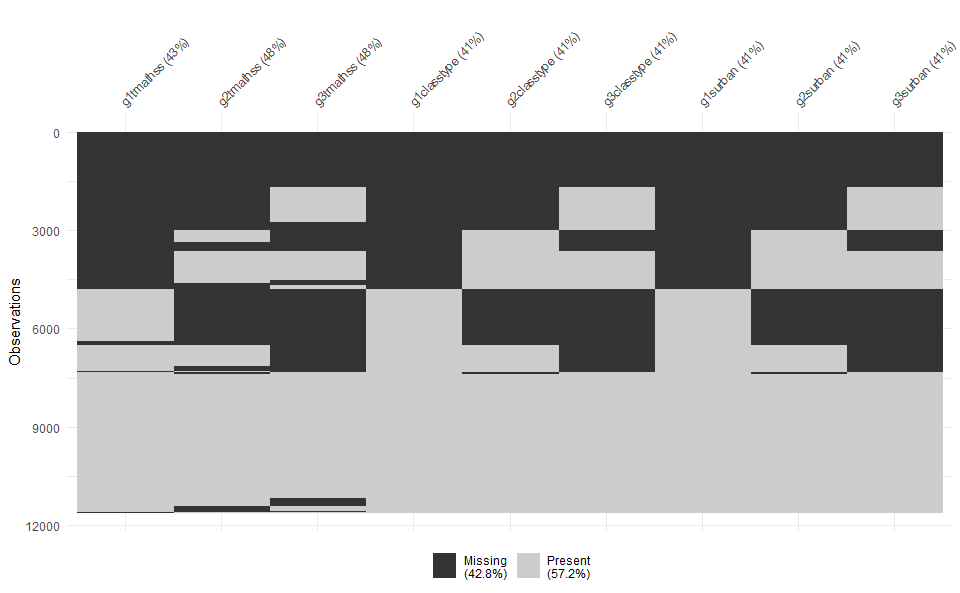 g1tmathss (43%)
g2tmathss (48%)
g3tmathss (48%)
g1classtype (41%)
g2classtype (41%)
g3classtype (41%)
g1surban (41%)
g2surban (41%)
g3surban (41%)
0
3000
6000
9000
12000
Observations
Missing
(42.8%)
Present
(57.2%)